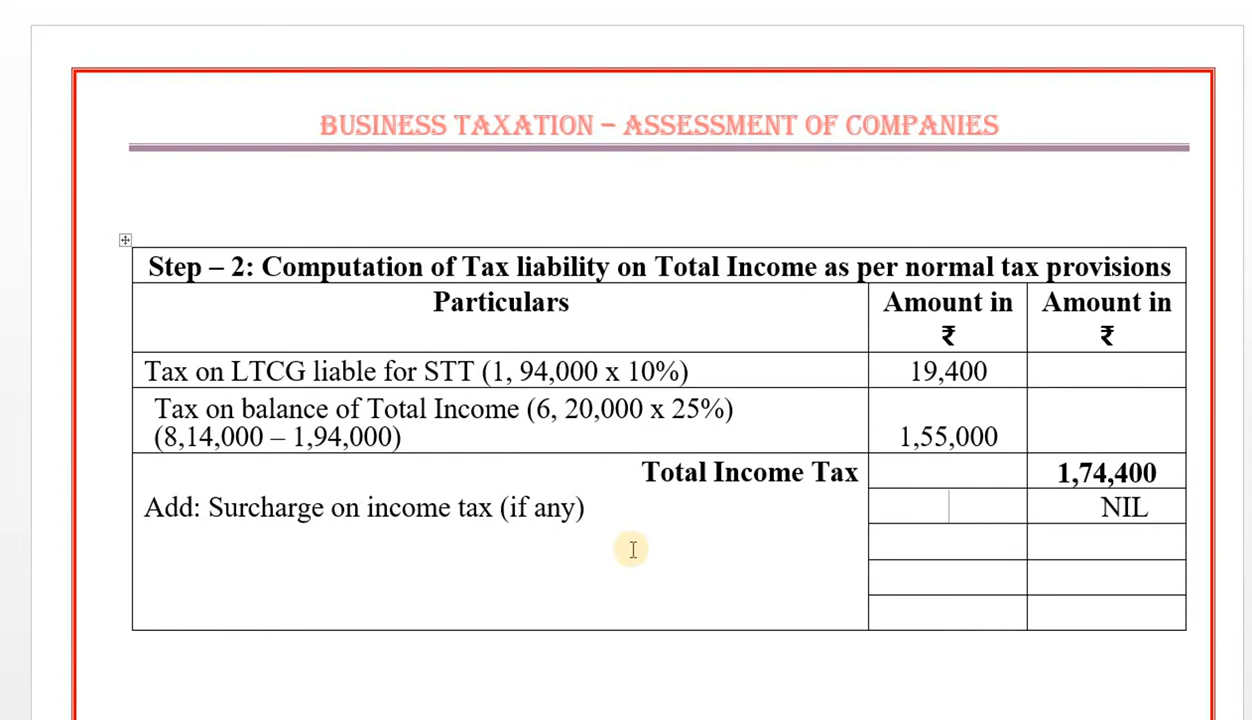 BUSINESS TAXATION – ASSESSMENT OF COMPANIES
Step – 2: Computation of Tax liability on Total Income as per normal tax provisions
Particulars
Amount in ₹
Amount in ₹
Tax on LTCG liable for STT (1, 94,000 x 10%)
19,400
Tax on balance of Total Income (6, 20,000 x 25%)
(8,14,000 – 1,94,000)
1,55,000
Total Income Tax
1,74,400
Add: Surcharge on income tax (if any)
NIL